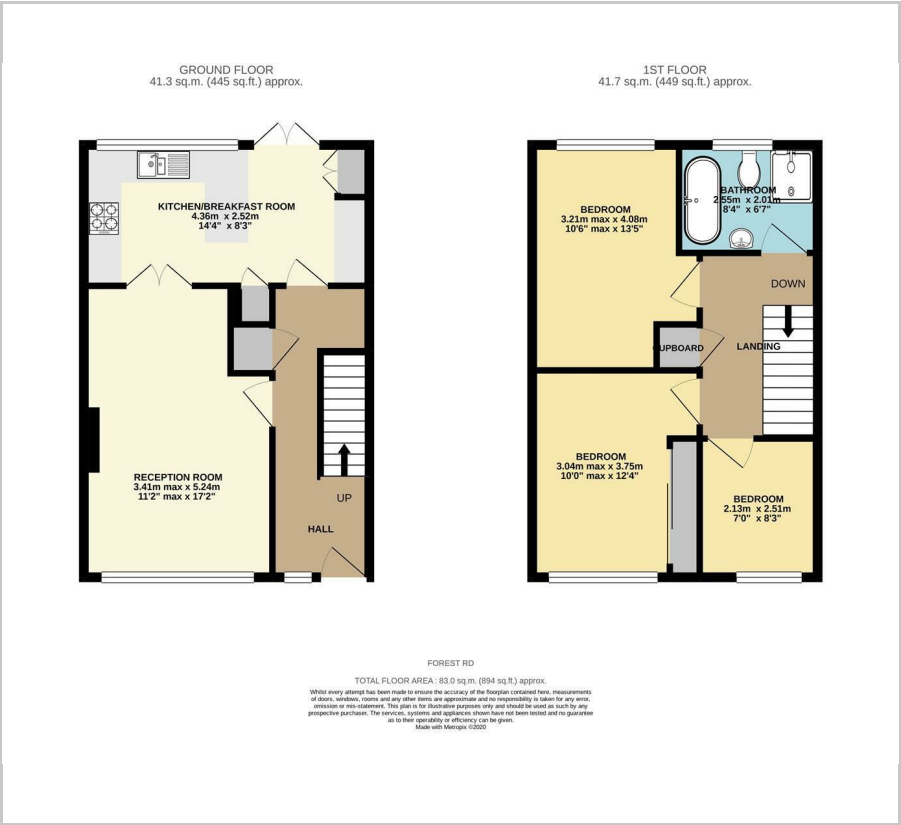 GROUND FLOOR
41.3 sq.m. (445 sq.ft.) approx.
KITCHEN/BREAKFAST ROOM
4.36m x 2.52m
14'4" x 8'3"
RECEPTION ROOM
3.41m max x 5.24m
11'2" max x 17'2"
UP
HALL
1ST FLOOR
41.7 sq.m. (449 sq.ft.) approx.
BEDROOM
3.21m max x 4.08m
10'6" max x 13'5"
BATHROOM
2.55m x 2.01m
8'4" x 6'7"
DOWN
CUPBOARD
LANDING
BEDROOM
3.04m max x 3.75m
10'0" max x 12'4"
BEDROOM
2.13m x 2.51m
7'0" x 8'3"
FOREST RD
TOTAL FLOOR AREA : 83.0 sq.m. (894 sq.ft.) approx.
Whilst every attempt has been made to ensure the accuracy of the floorplan contained here, measurements
of doors, windows, rooms and any other items are approximate and no responsibility is taken for any error,
omission or mis-statement. This plan is for illustrative purposes only and should be used as such by any
prospective purchaser. The services, systems and appliances shown have not been tested and no guarantee
as to their operability or efficiency can be given.
Made with Metropix ©2020